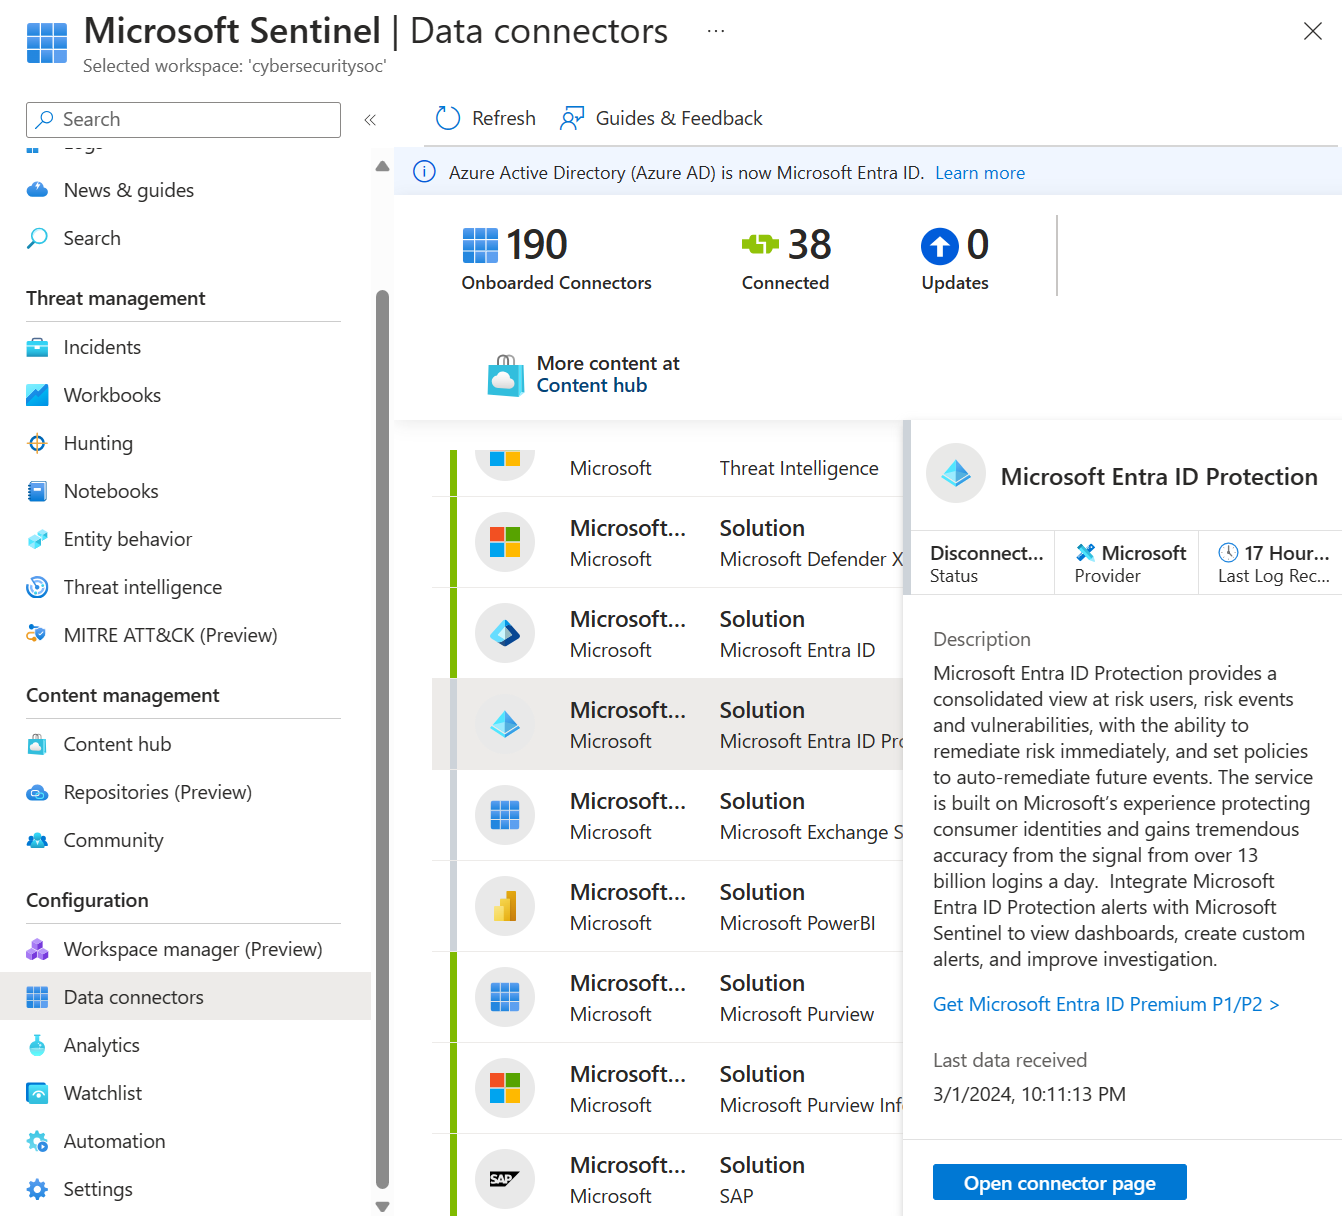 Microsoft Sentinel | Data connectors ...
Selected workspace: 'cybersecuritysoc'
Search
News & guides
Search
Threat management
Incidents
Workbooks
Hunting
Notebooks
Entity behavior
Threat intelligence
MITRE ATT&CK (Preview)
Content management
Content hub
Repositories (Preview)
Community
Configuration
Workspace manager (Preview)
Data connectors
Analytics
Watchlist
Automation
Settings
Refresh
Guides & Feedback
Azure Active Directory (Azure AD) is now Microsoft Entra ID. Learn more
190
Onboarded Connectors
38
Connected
0
Updates
More content at
Content hub
Microsoft Threat Intelligence
Microsoft... Solution
Microsoft Microsoft Defender X
Microsoft... Solution
Microsoft Microsoft Entra ID
Microsoft... Solution
Microsoft Microsoft Entra ID Pro
Microsoft... Solution
Microsoft Microsoft Exchange S
Microsoft... Solution
Microsoft Microsoft PowerBI
Microsoft... Solution
Microsoft Microsoft Purview
Microsoft... Solution
Microsoft Microsoft Purview Inf
SAP
Microsoft... Solution
Microsoft SAP
Microsoft Entra ID Protection
Disconnect...
Status
Microsoft
Provider
17 Hour...
Last Log Rec...
Description
Microsoft Entra ID Protection provides a
consolidated view at risk users, risk events
and vulnerabilities, with the ability to
remediate risk immediately, and set policies
to auto-remediate future events. The service
is built on Microsoft’s experience protecting
consumer identities and gains tremendous
accuracy from the signal from over 13
billion logins a day.  Integrate Microsoft
Entra ID Protection alerts with Microsoft
Sentinel to view dashboards, create custom
alerts, and improve investigation.
Get Microsoft Entra ID Premium P1/P2 >
Last data received
3/1/2024, 10:11:13 PM
Open connector page